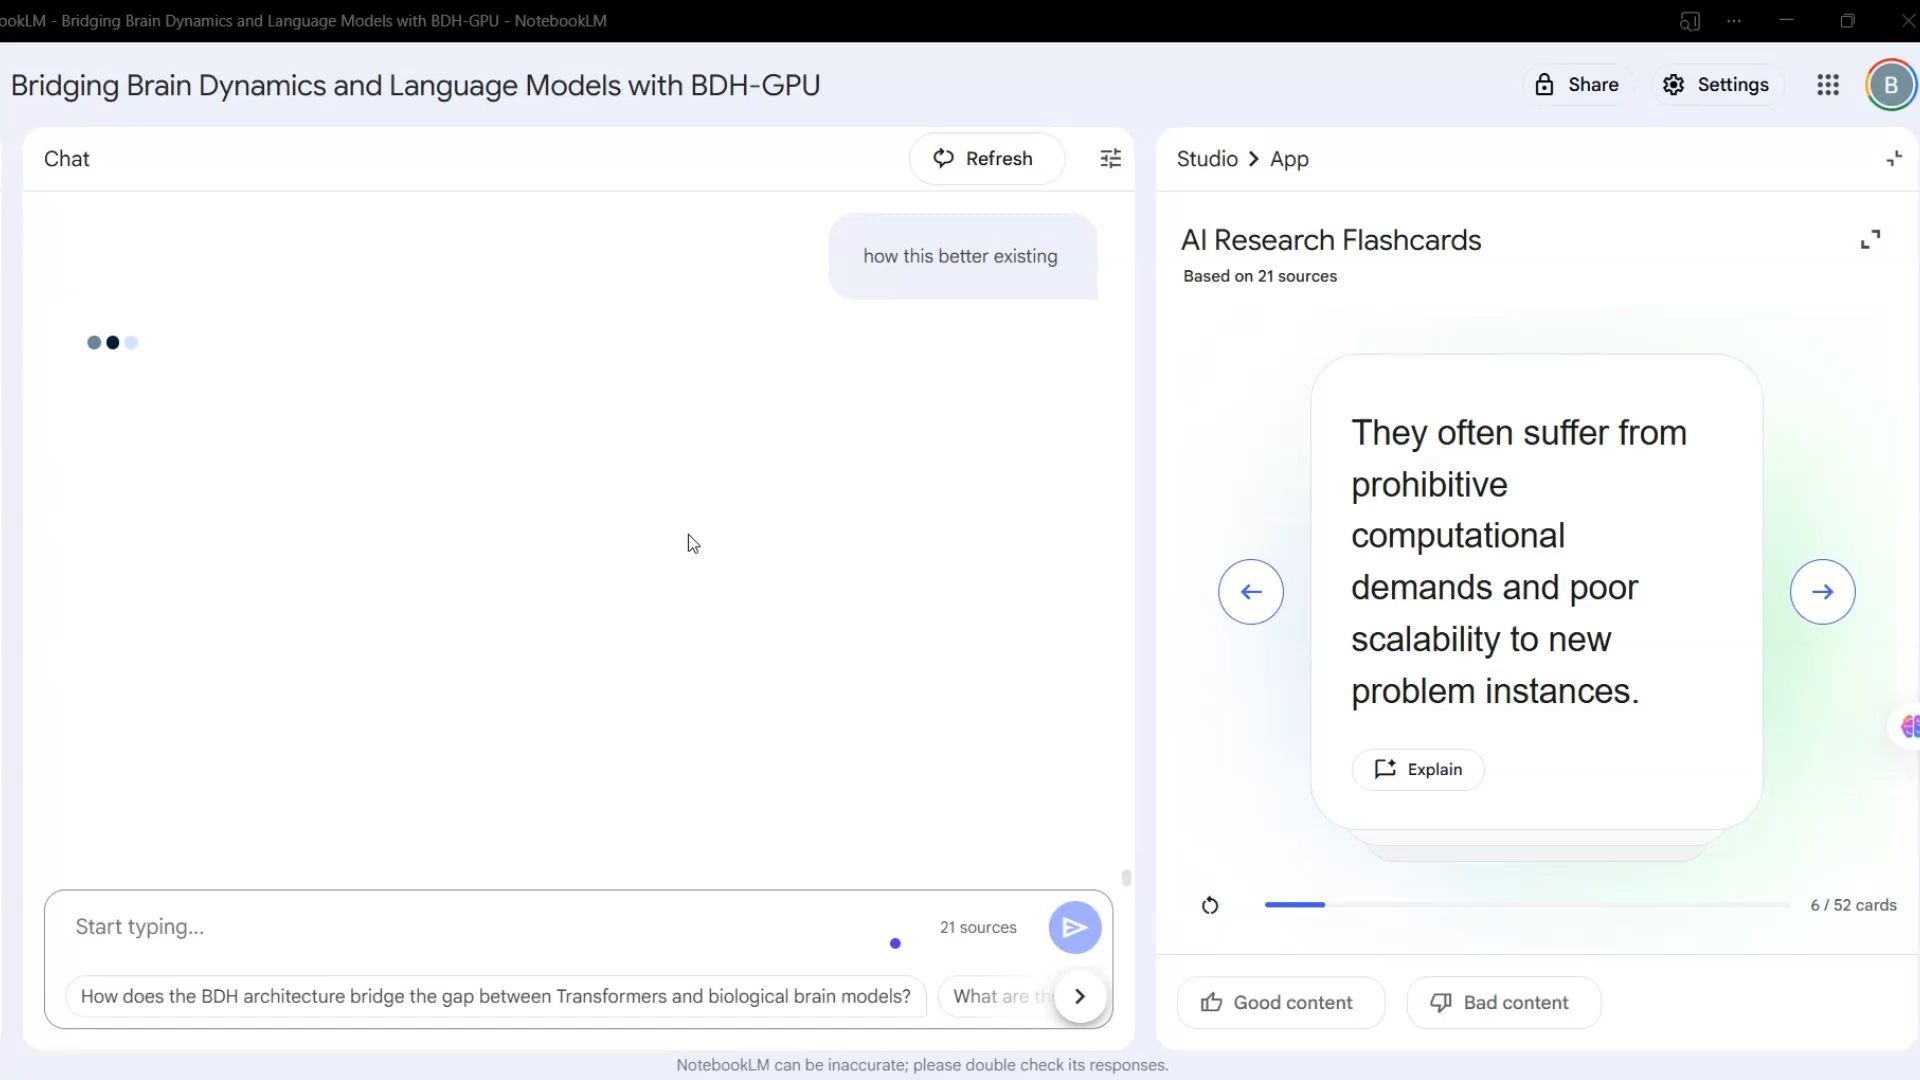 ookLM - Bridging Brain Dynamics and Language Models with BDH-GPU - NotebookLM
Bridging Brain Dynamics and Language Models with BDH-GPU
Share
Settings
B
Chat
Refresh
Studio > App
how this better existing
AI Research Flashcards
Based on 21 sources
They often suffer from
prohibitive
computational
demands and poor
scalability to new
problem instances.
Explain
6 / 52 cards
Start typing...
21 sources
How does the BDH architecture bridge the gap between Transformers and biological brain models?
What are th
Good content
Bad content
NotebookLM can be inaccurate; please double check its responses.